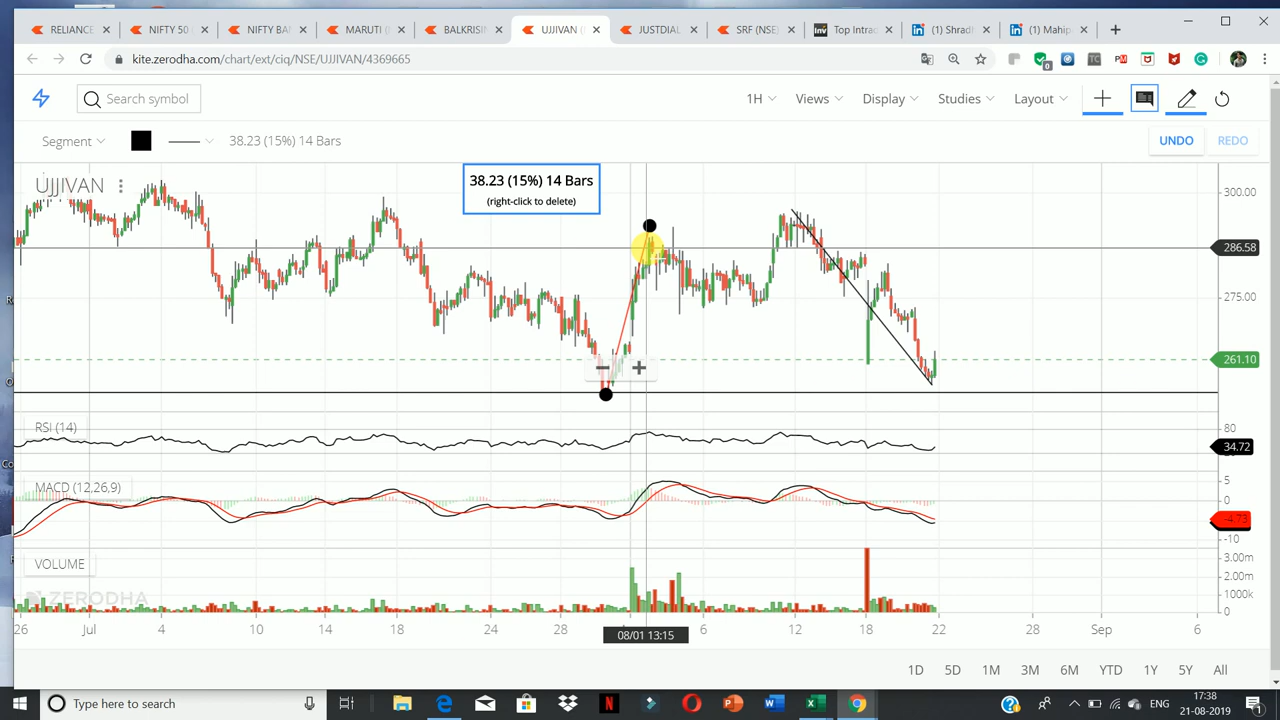 RELIANCE
NIFTY 50
NIFTY BAN
MARUTI
BALKRISIN
UJJIVAN (
JUSTDIAL
SRF (NSE)
Top Intrad
(1) Shradh
(1) Mahip
kite.zerodha.com/chart/ext/ciq/NSE/UJJIVAN/4369665
Search symbol
1H Views Display Studies Layout
Segment 38.23 (15%) 14 Bars UNDO REDO
UJJIVAN
38.23 (15%) 14 Bars
(right-click to delete)
300.00
286.58
275.00
261.10
RSI (14)
80
34.72
MACD (12,26,9)
5
0
-4.73
-10
VOLUME
3.00m
2.00m
1000k
0
ZERODHA
26 Jul 4 10 14 18 24 28 6 12 18 22 28 Sep 6
08/01 13:15
1D 5D 1M 3M 6M YTD 1Y 5Y All
Type here to search
ENG
17:38
21-08-2019